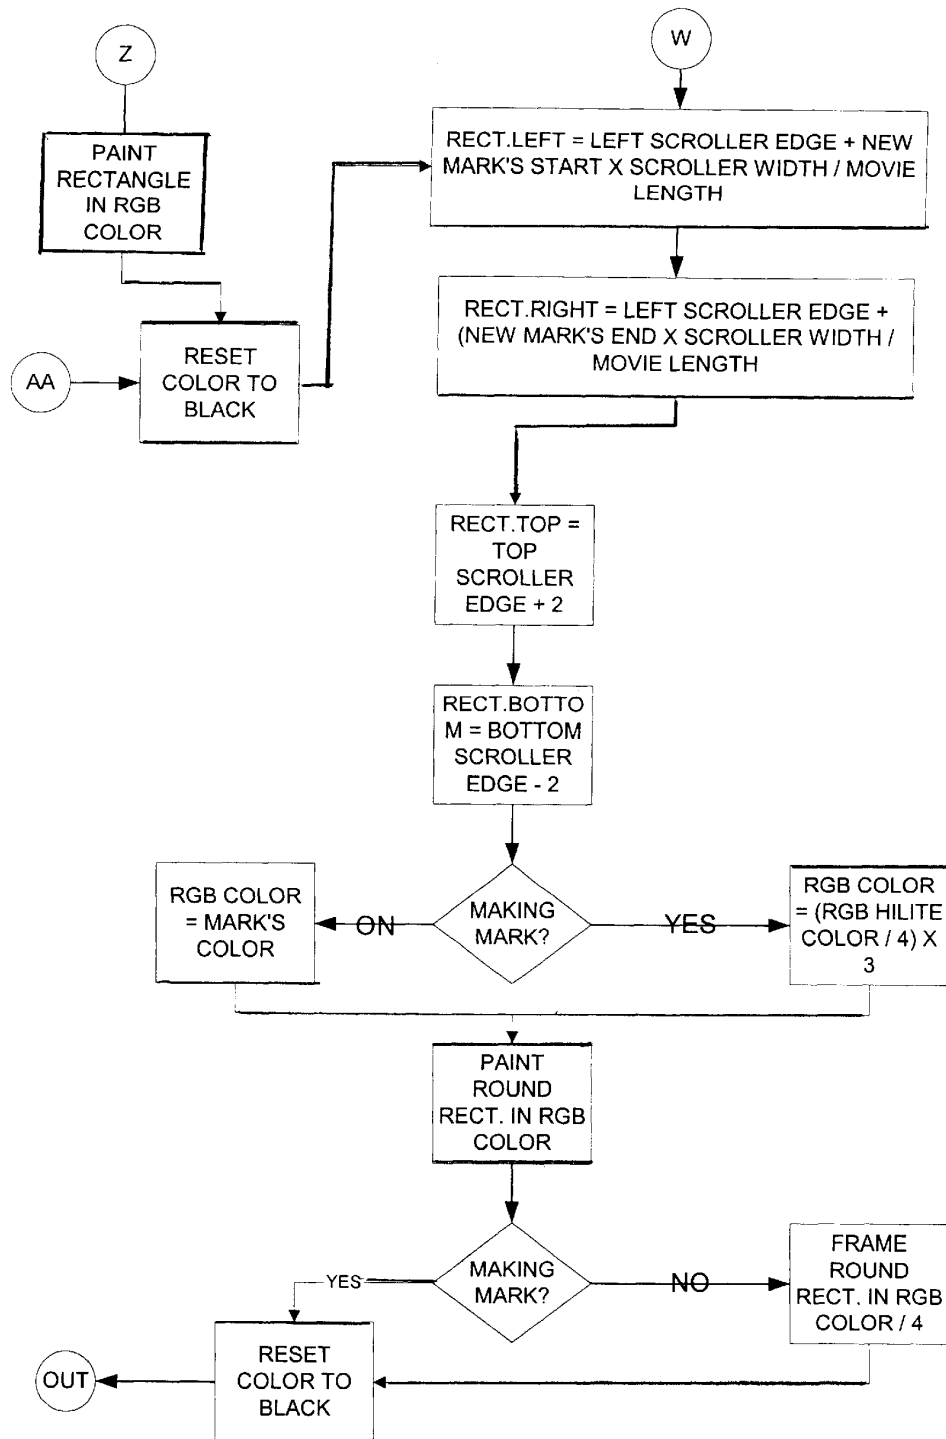 Z
W
PAINT
RECTANGLE
IN RGB
COLOR
RECT.LEFT = LEFT SCROLLER EDGE + NEW
MARK'S START X SCROLLER WIDTH / MOVIE
LENGTH
RECT.RIGHT = LEFT SCROLLER EDGE +
(NEW MARK'S END X SCROLLER WIDTH /
MOVIE LENGTH
AA
RESET
COLOR TO
BLACK
RECT.TOP =
TOP
SCROLLER
EDGE + 2
RECT.BOTTO
M = BOTTOM
SCROLLER
EDGE - 2
RGB COLOR
= MARK'S
COLOR
ON
MAKING
MARK?
YES
RGB COLOR
= (RGB HILITE
COLOR / 4) X
3
PAINT
ROUND
RECT. IN RGB
COLOR
YES
MAKING
MARK?
NO
FRAME
ROUND
RECT. IN RGB
COLOR / 4
OUT
RESET
COLOR TO
BLACK